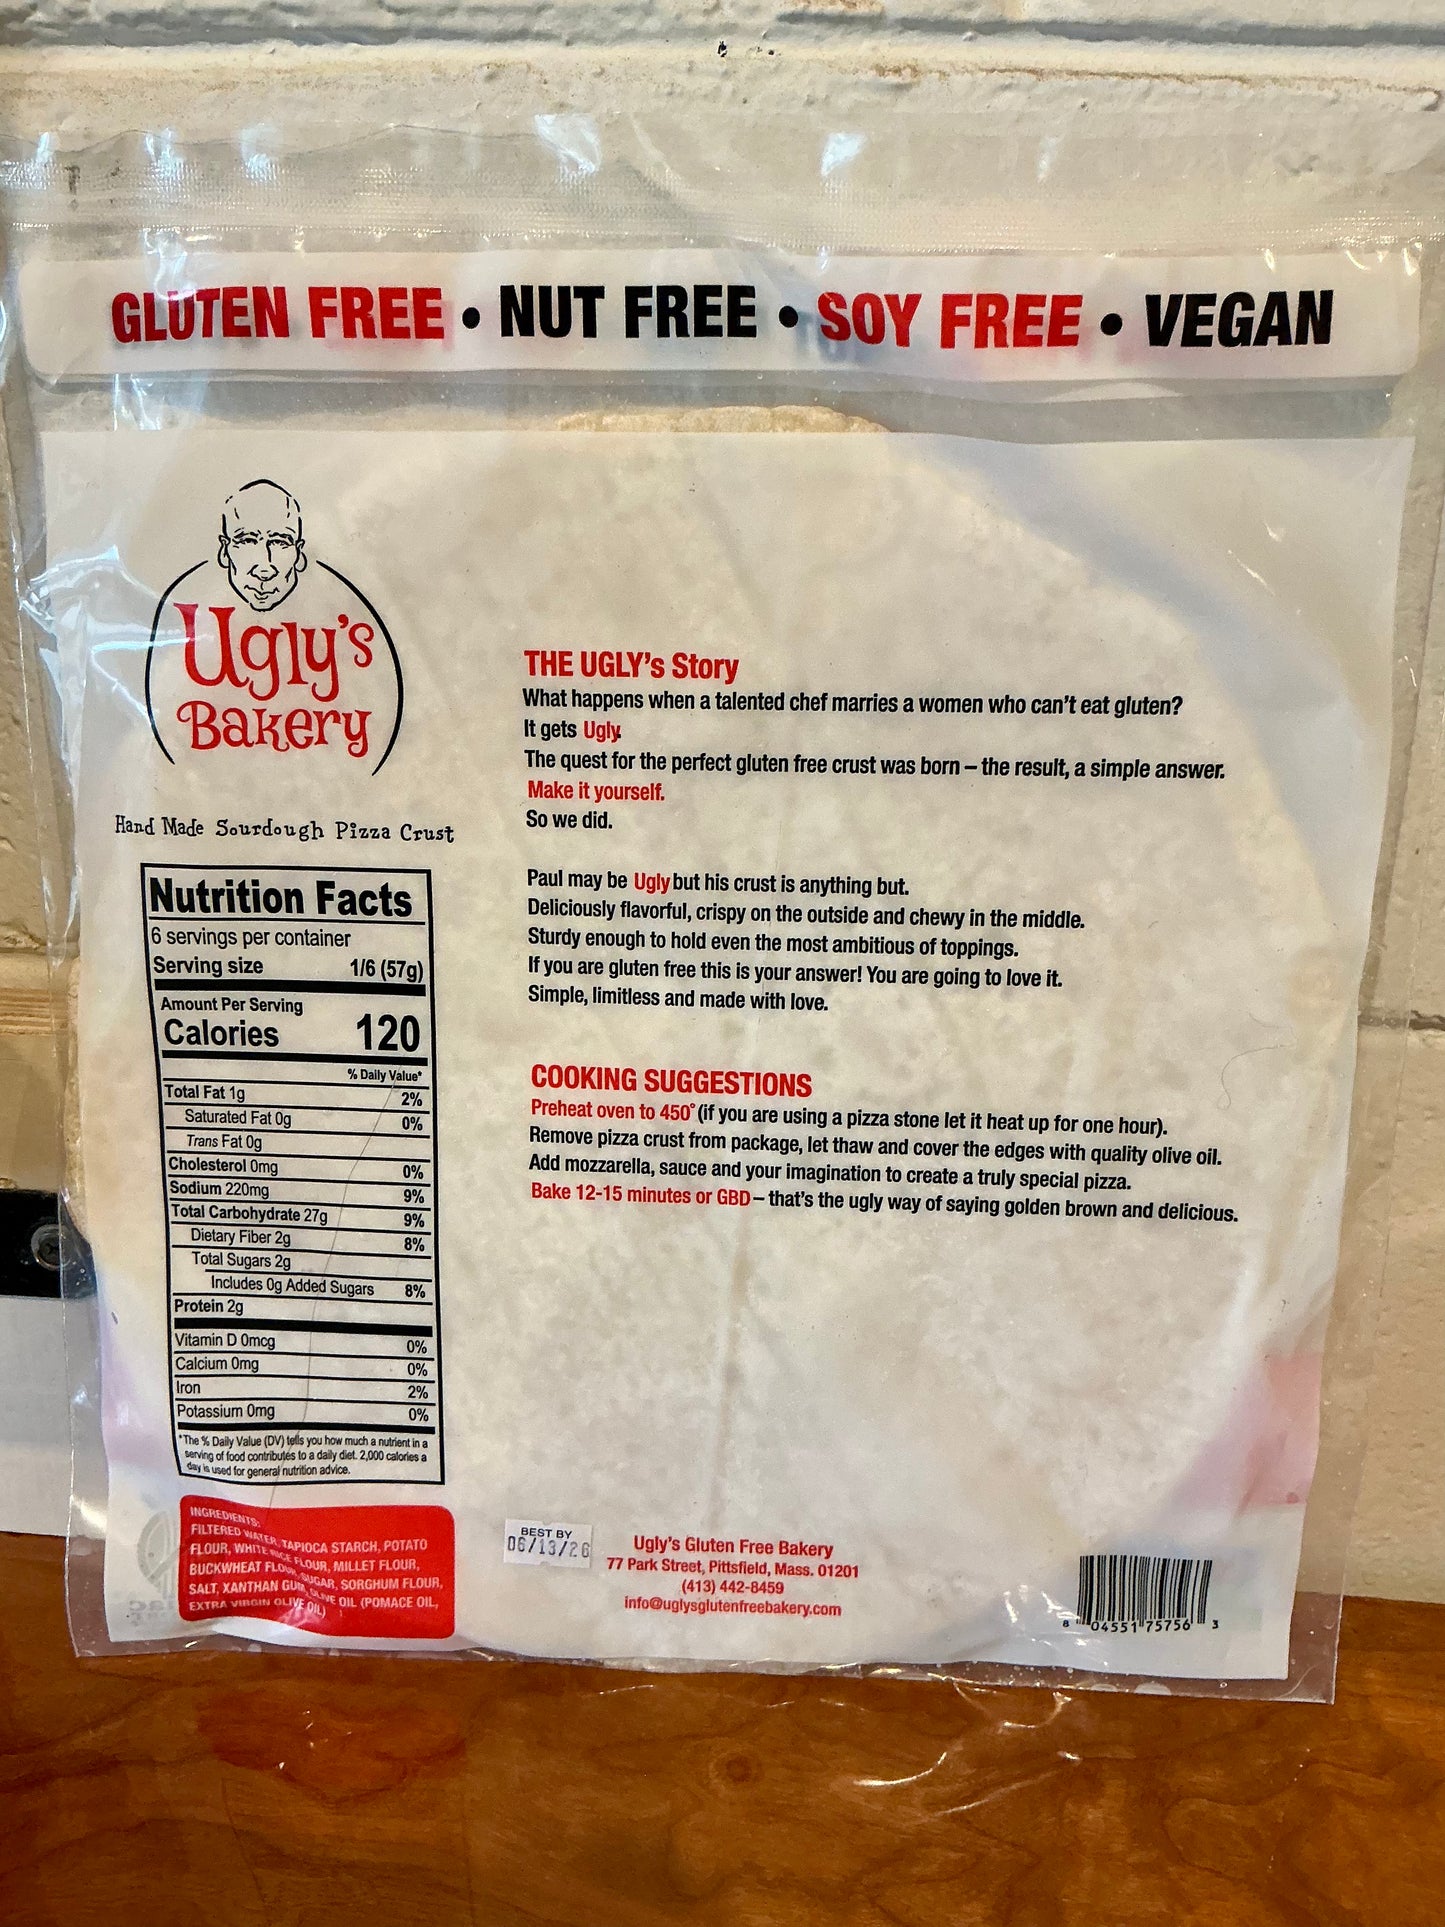 GLUTEN FREE • NUT FREE • SOY FREE • VEGAN
Ugly's
Bakery
Hand Made Sourdough Pizza Crust
Nutrition Facts
6 servings per container
Serving size 1/6 (57g)
Amount Per Serving
Calories 120
% Daily Value*
Total Fat 1g 2%
Saturated Fat 0g 0%
Trans Fat 0g
Cholesterol 0mg 0%
Sodium 220mg 9%
Total Carbohydrate 27g 9%
Dietary Fiber 2g 8%
Total Sugars 2g
Includes 0g Added Sugars 8%
Protein 2g
Vitamin D 0mcg 0%
Calcium 0mg 0%
Iron 2%
Potassium 0mg 0%
*The % Daily Value (DV) tells you how much a nutrient in a
serving of food contributes to a daily diet. 2,000 calories a
day is used for general nutrition advice.
INGREDIENTS:
FILTERED WATER, TAPIOCA STARCH, POTATO
FLOUR, WHITE RICE FLOUR, MILLET FLOUR,
BUCKWHEAT FLOUR, SUGAR, SORGHUM FLOUR,
SALT, XANTHAN GUM, OLIVE OIL (POMACE OIL,
EXTRA VIRGIN OLIVE OIL)
THE UGLY's Story
What happens when a talented chef marries a women who can't eat gluten?
It gets Ugly.
The quest for the perfect gluten free crust was born – the result, a simple answer.
Make it yourself.
So we did.
Paul may be Ugly but his crust is anything but.
Deliciously flavorful, crispy on the outside and chewy in the middle.
Sturdy enough to hold even the most ambitious of toppings.
If you are gluten free this is your answer! You are going to love it.
Simple, limitless and made with love.
COOKING SUGGESTIONS
Preheat oven to 450° (if you are using a pizza stone let it heat up for one hour).
Remove pizza crust from package, let thaw and cover the edges with quality olive oil.
Add mozzarella, sauce and your imagination to create a truly special pizza.
Bake 12-15 minutes or GBD – that's the ugly way of saying golden brown and delicious.
BEST BY
06/13/26
Ugly's Gluten Free Bakery
77 Park Street, Pittsfield, Mass. 01201
(413) 442-8459
info@uglysglutenfreebakery.com
8 04551 75756 3